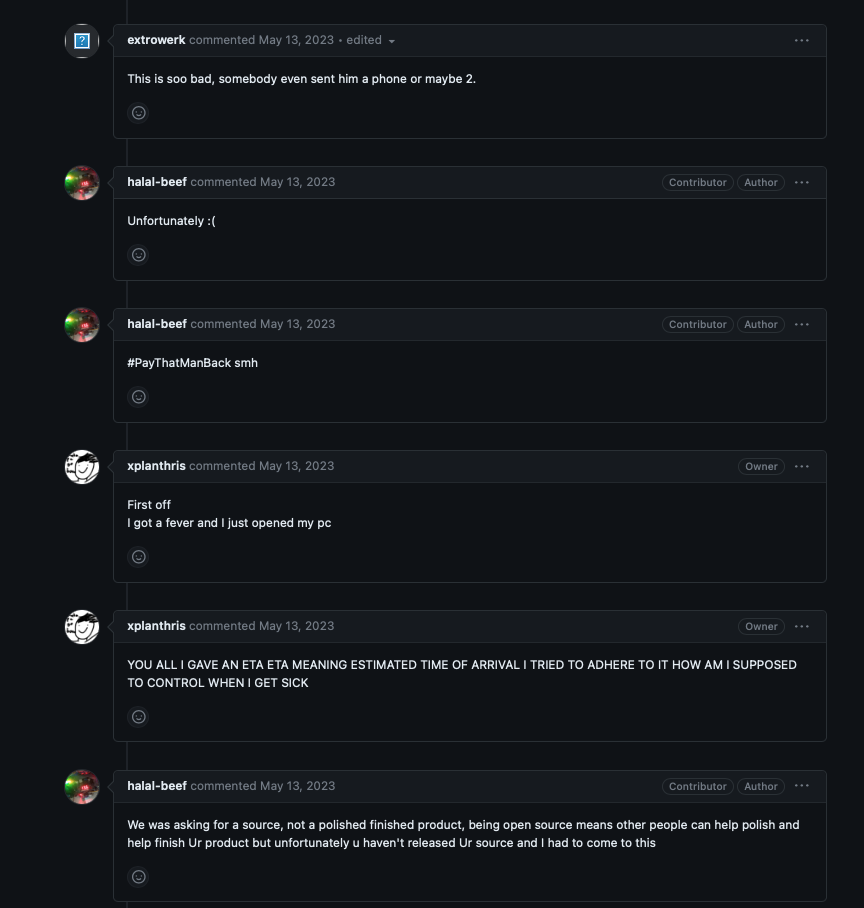 extrowerk commented May 13, 2023 • edited
This is soo bad, somebody even sent him a phone or maybe 2.
halal-beef commented May 13, 2023 Contributor Author
Unfortunately :(
halal-beef commented May 13, 2023 Contributor Author
#PayThatManBack smh
xplanthris commented May 13, 2023 Owner
First off
I got a fever and I just opened my pc
xplanthris commented May 13, 2023 Owner
YOU ALL I GAVE AN ETA ETA MEANING ESTIMATED TIME OF ARRIVAL I TRIED TO ADHERE TO IT HOW AM I SUPPOSED
TO CONTROL WHEN I GET SICK
halal-beef commented May 13, 2023 Contributor Author
We was asking for a source, not a polished finished product, being open source means other people can help polish and
help finish Ur product but unfortunately u haven't released Ur source and I had to come to this